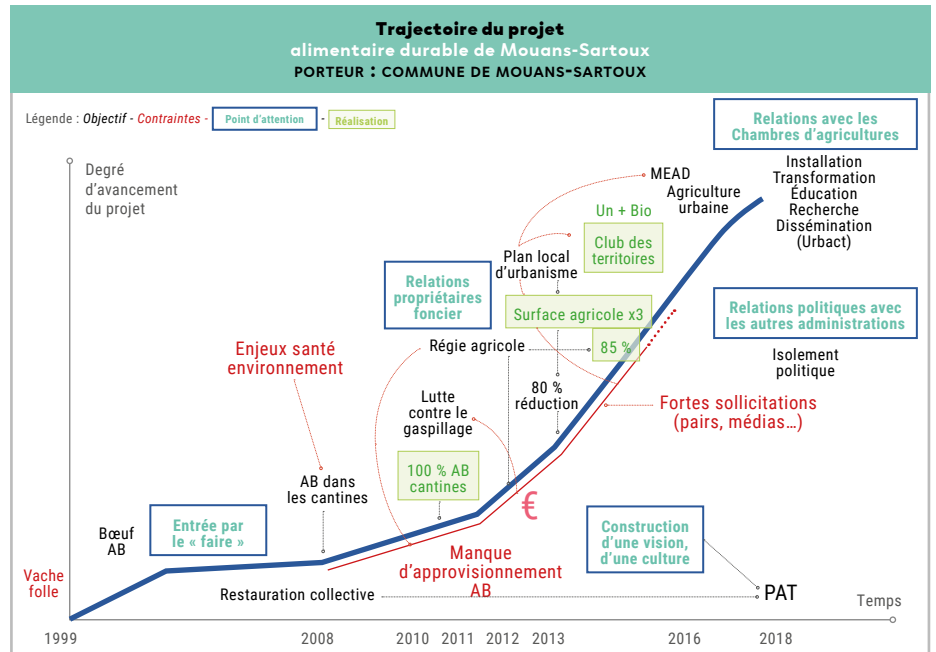 Trajectoire du projet
alimentaire durable de Mouans-Sartoux
PORTEUR : COMMUNE DE MOUANS-SARTOUX
Légende : Objectif - Contraintes - Point d'attention - Réalisation
Degré
d'avancement
du projet
Relations avec les
Chambres d'agricultures
Installation
Transformation
Éducation
Recherche
Dissémination
(Urbact)
MEAD
Agriculture
urbaine
Un + Bio
Club des
territoires
Plan local
d'urbanisme
Relations
propriétaires
foncier
Surface agricole x3
85 %
Relations politiques avec
les autres administrations
Isolement
politique
Régie agricole
Enjeux santé
environnement
80 %
réduction
Lutte
contre le
gaspillage
Fortes sollicitations
(pairs, médias…)
100 % AB
cantines
AB dans
les cantines
€
Entrée par
le « faire »
Bœuf
AB
Construction
d'une vision,
d'une culture
Manque
d'approvisionnement
AB
Vache
folle
Restauration collective
PAT
Temps
1999
2008
2010
2011
2012
2013
2016
2018